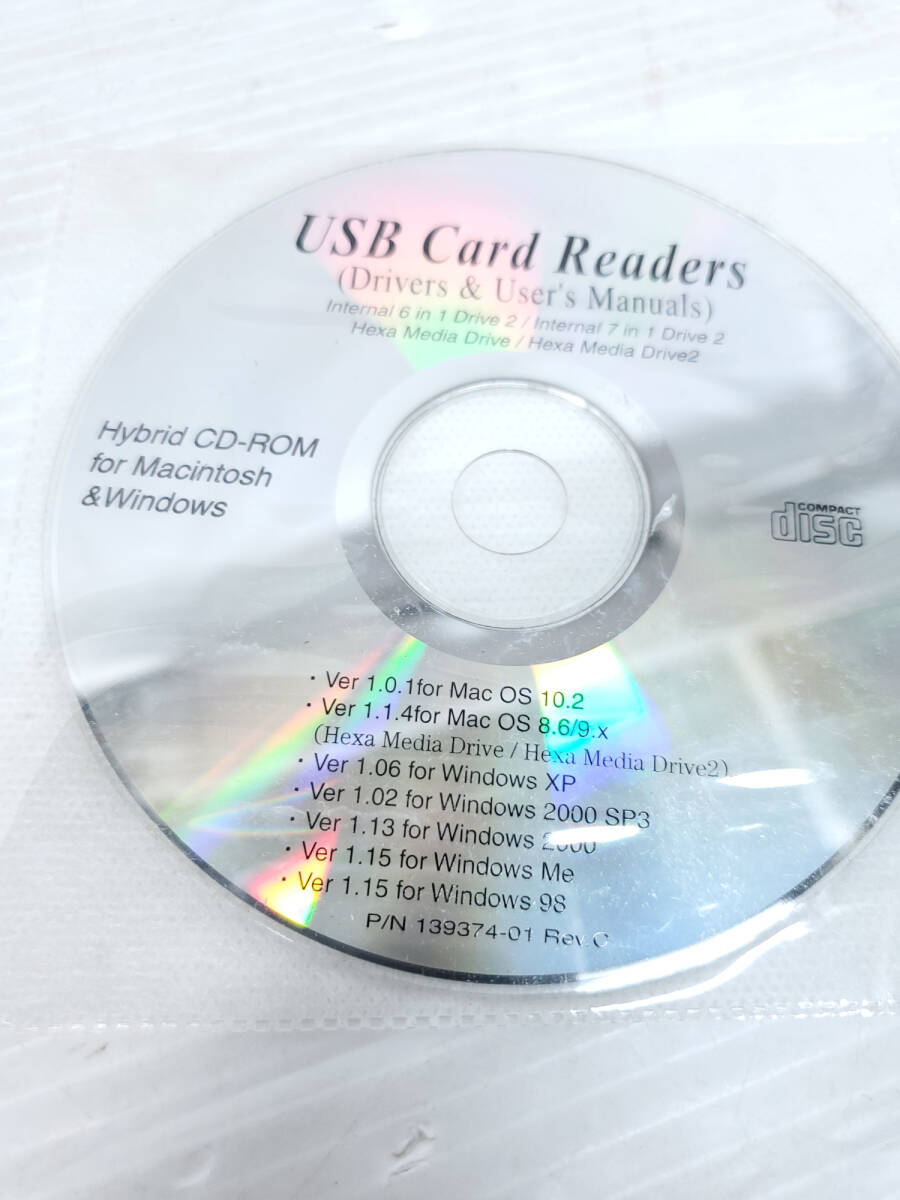 USB Card Readers
(Drivers & User's Manuals)
Internal 6 in 1 Drive 2 / Internal 7 in 1 Drive 2
Hexa Media Drive / Hexa Media Drive2
Hybrid CD-ROM
for Macintosh
&Windows
COMPACT
disc
· Ver 1.0.1for Mac OS 10.2
· Ver 1.1.4for Mac OS 8.6/9.x
(Hexa Media Drive / Hexa Media Drive2)
· Ver 1.06 for Windows XP
· Ver 1.02 for Windows 2000 SP3
· Ver 1.13 for Windows 2000
· Ver 1.15 for Windows Me
· Ver 1.15 for Windows 98
P/N 139374-01 Rev.C